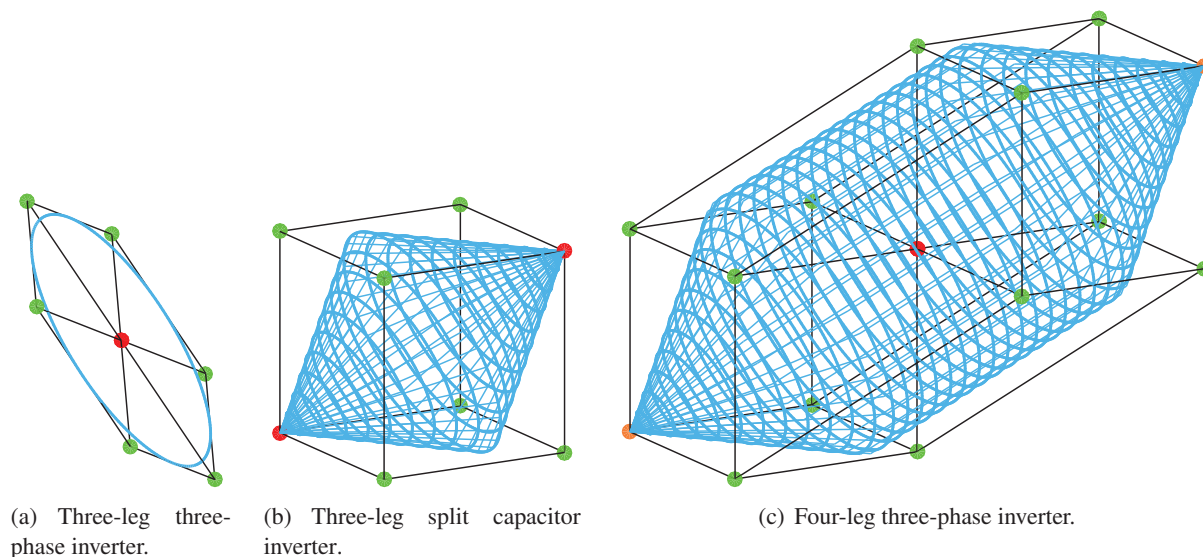 (a) Three-leg three-
phase inverter.
(b) Three-leg split capacitor
inverter.
(c) Four-leg three-phase inverter.